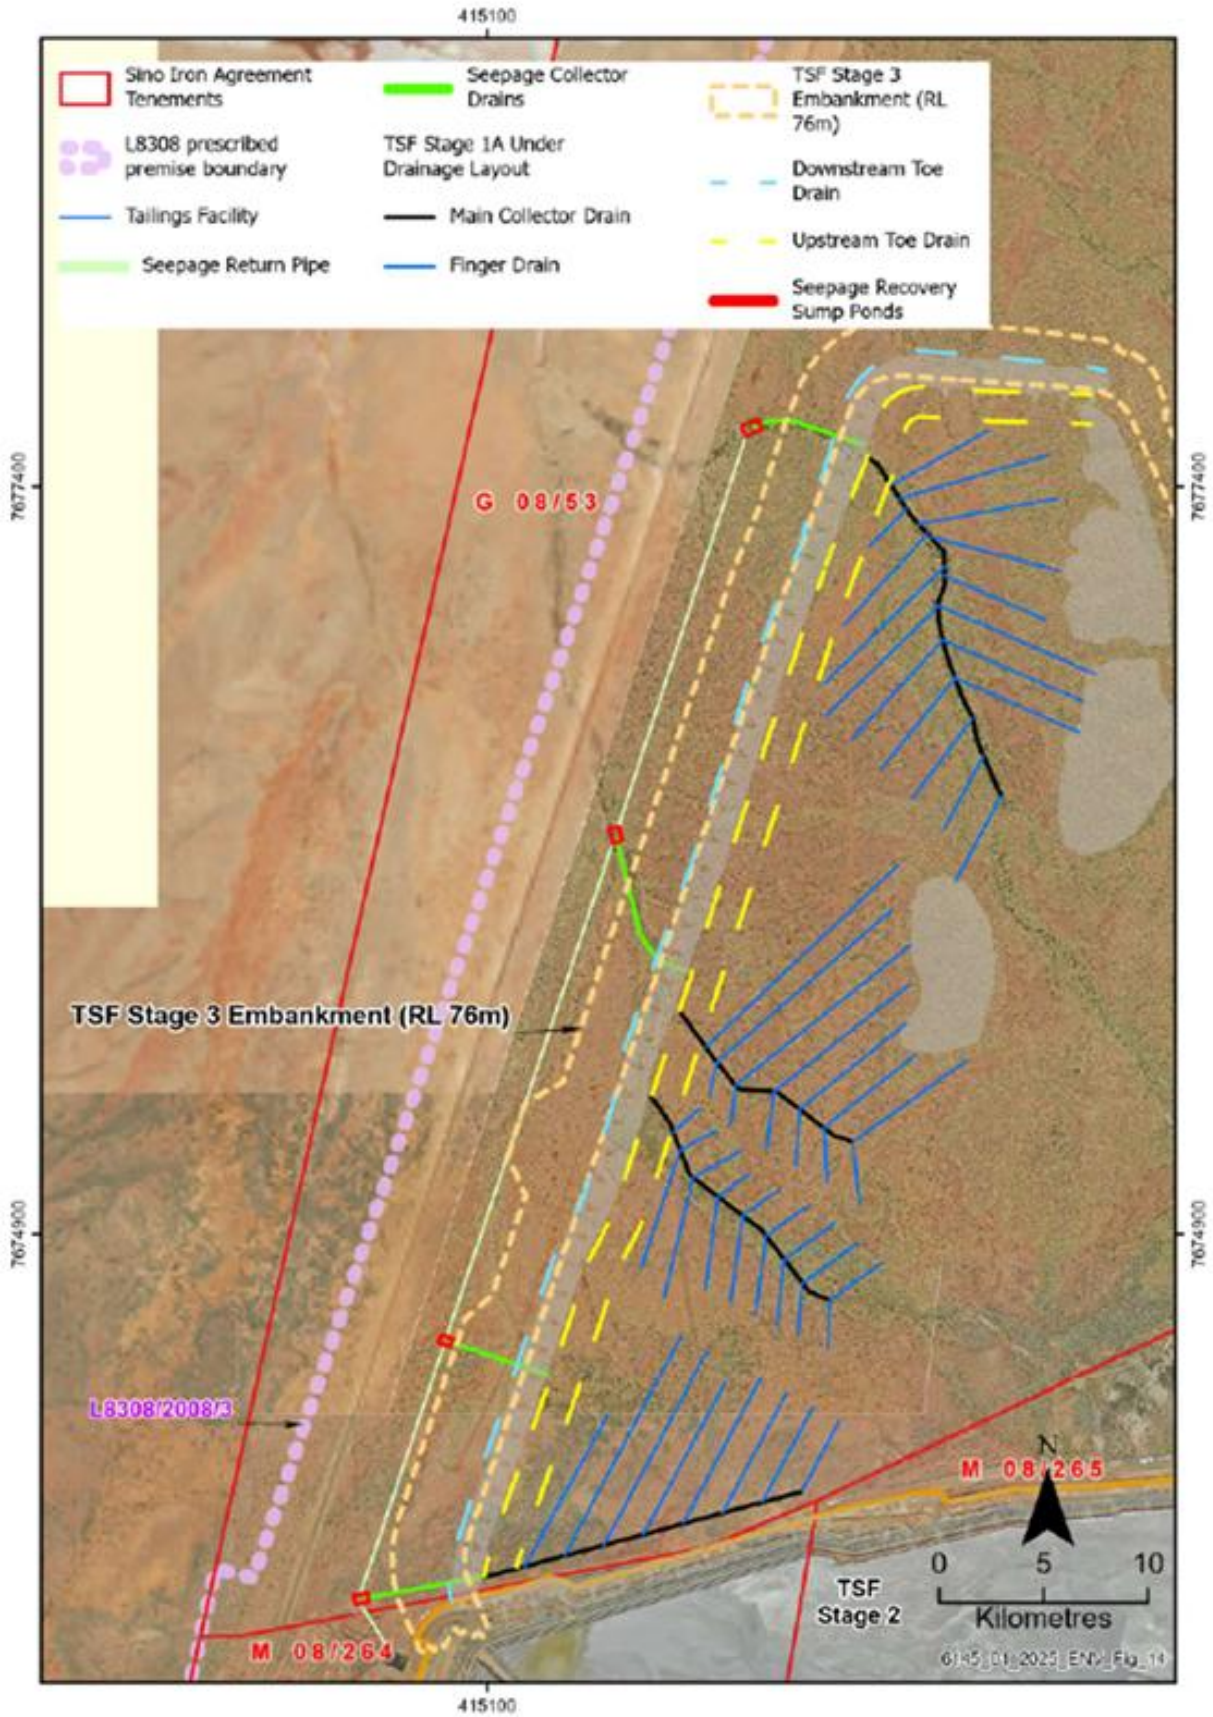 415100
Sino Iron Agreement
Tenements
L8308 prescribed
premise boundary
Tailings Facility
Seepage Return Pipe
Seepage Collector
Drains
TSF Stage 1A Under
Drainage Layout
Main Collector Drain
Finger Drain
TSF Stage 3
Embankment (RL
76m)
Downstream Toe
Drain
Upstream Toe Drain
Seepage Recovery
Sump Ponds
7677400
7677400
G 08/53
TSF Stage 3 Embankment (RL 76m)
7674900
7674900
L8308/2008/3
N
M 08/265
0 5 10
Kilometres
TSF
Stage 2
M 08/264
6145_01_2025_ENV_Fig_14
415100